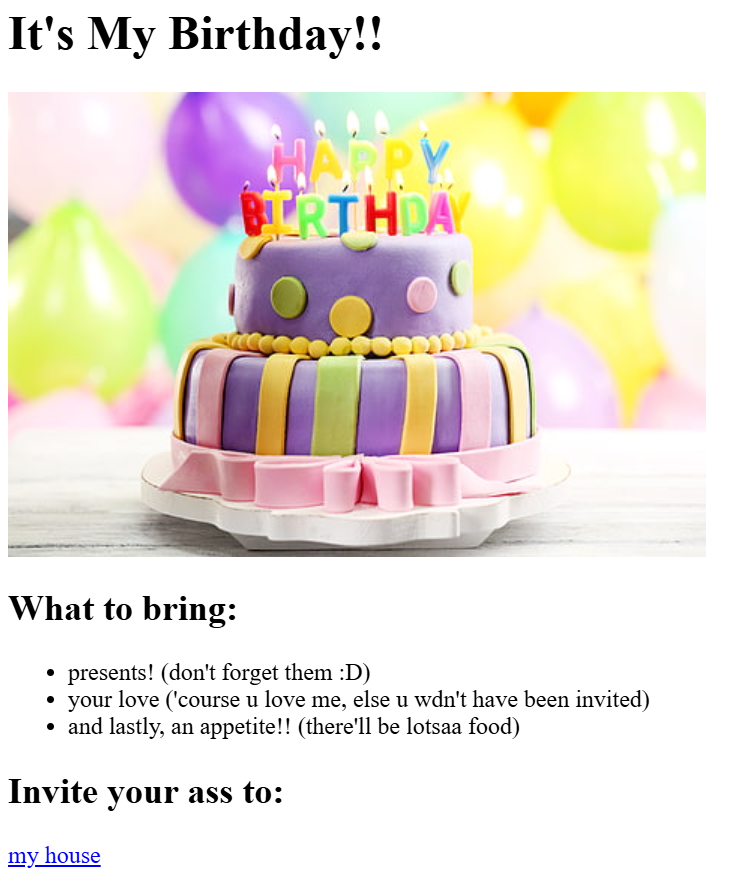 It's My Birthday!!
HAPPY
BIRTHDAY
What to bring:
presents! (don't forget them :D)
your love ('course u love me, else u wdn't have been invited)
and lastly, an appetite!! (there'll be lotsaa food)
Invite your ass to:
my house